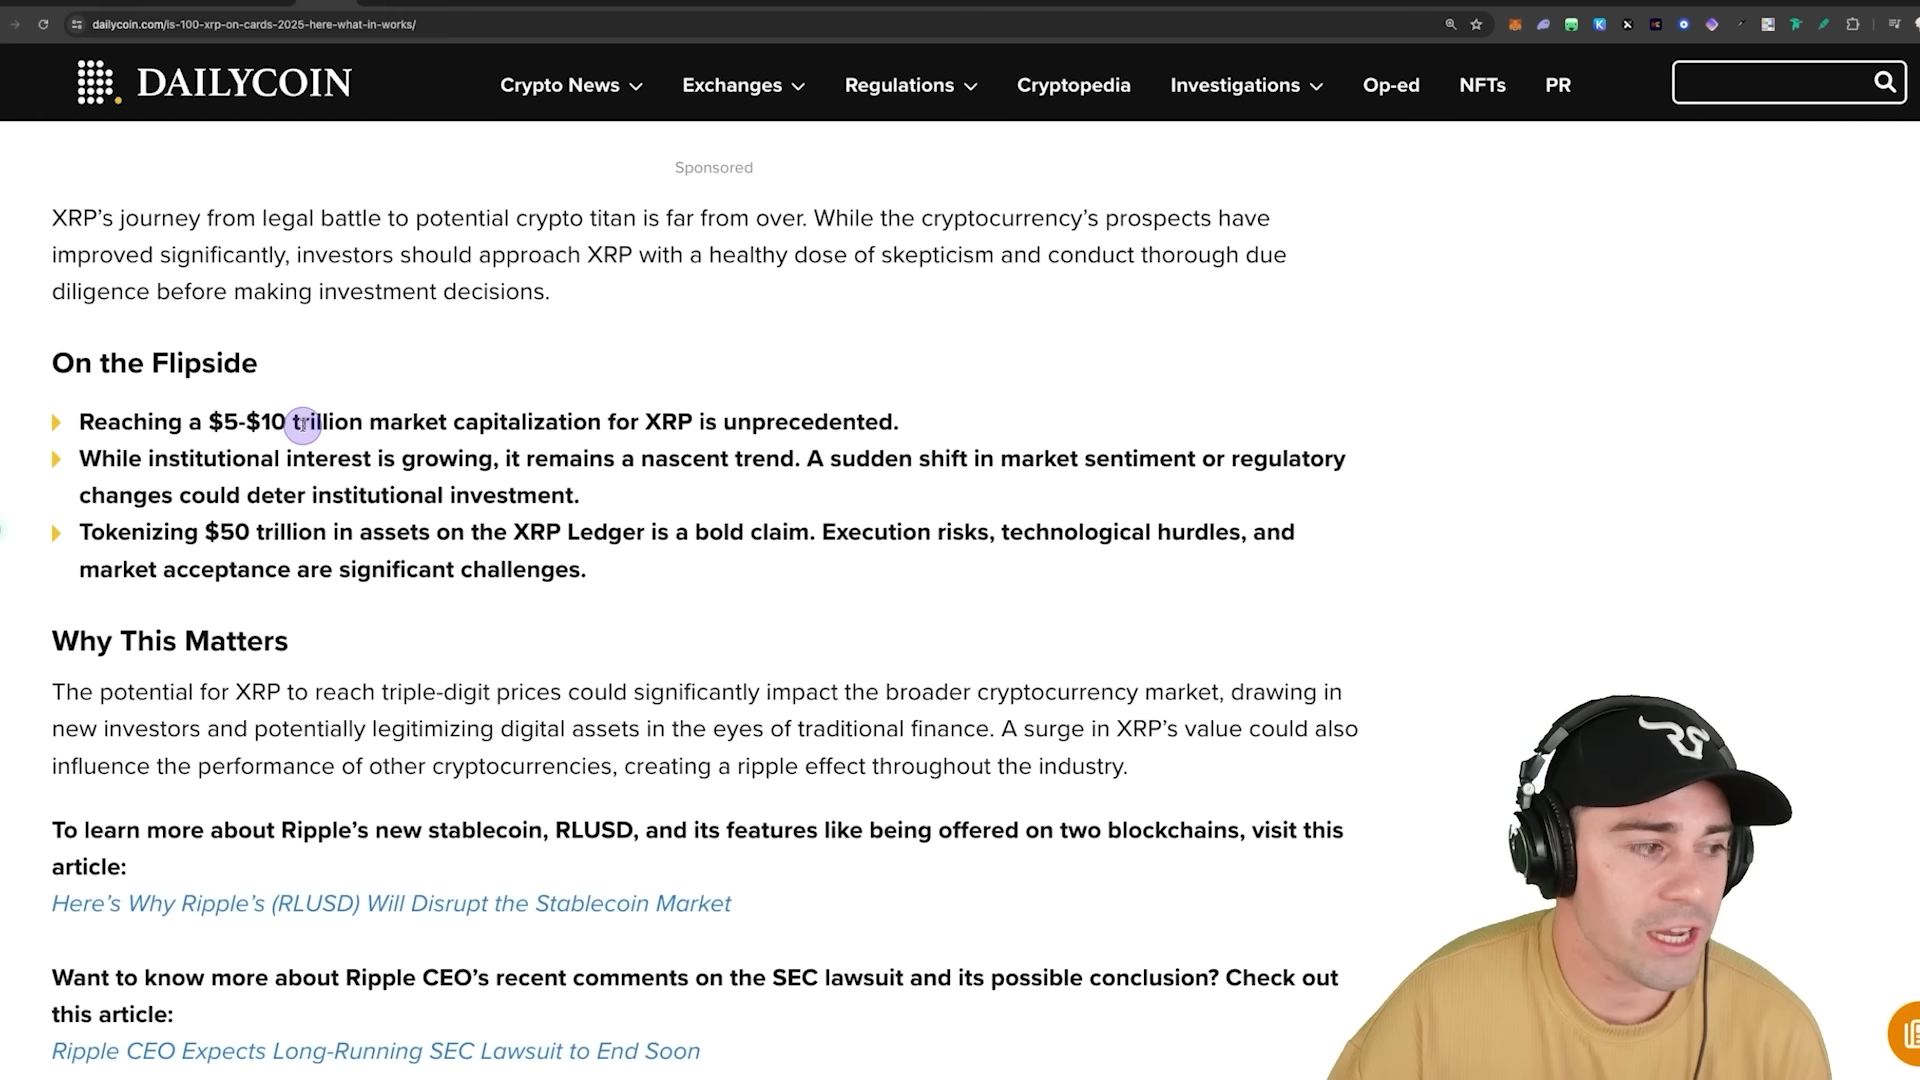 dailycoin.com/is-100-xrp-on-cards-2025-here-what-in-works/
DAILYCOIN
Crypto News Exchanges Regulations Cryptopedia Investigations Op-ed NFTs PR
Sponsored
XRP’s journey from legal battle to potential crypto titan is far from over. While the cryptocurrency’s prospects have
improved significantly, investors should approach XRP with a healthy dose of skepticism and conduct thorough due
diligence before making investment decisions.
On the Flipside
Reaching a $5-$10 trillion market capitalization for XRP is unprecedented.
While institutional interest is growing, it remains a nascent trend. A sudden shift in market sentiment or regulatory
changes could deter institutional investment.
Tokenizing $50 trillion in assets on the XRP Ledger is a bold claim. Execution risks, technological hurdles, and
market acceptance are significant challenges.
Why This Matters
The potential for XRP to reach triple-digit prices could significantly impact the broader cryptocurrency market, drawing in
new investors and potentially legitimizing digital assets in the eyes of traditional finance. A surge in XRP’s value could also
influence the performance of other cryptocurrencies, creating a ripple effect throughout the industry.
To learn more about Ripple’s new stablecoin, RLUSD, and its features like being offered on two blockchains, visit this
article:
Here’s Why Ripple’s (RLUSD) Will Disrupt the Stablecoin Market
Want to know more about Ripple CEO’s recent comments on the SEC lawsuit and its possible conclusion? Check out
this article:
Ripple CEO Expects Long-Running SEC Lawsuit to End Soon